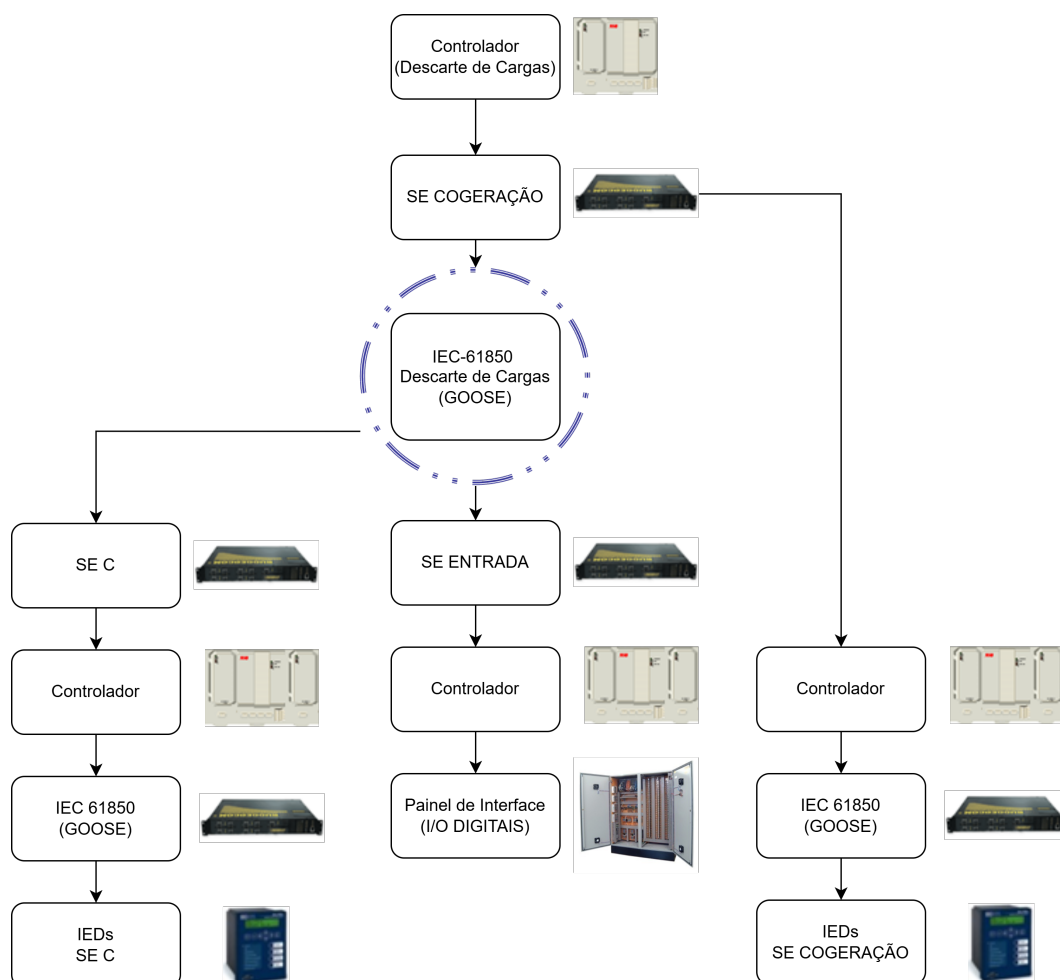 Controlador
(Descarte de Cargas)
SE COGERAÇÃO
IEC-61850
Descarte de Cargas
(GOOSE)
SE C
SE ENTRADA
Controlador
Controlador
Controlador
IEC 61850
(GOOSE)
Painel de Interface
(I/O DIGITAIS)
IEC 61850
(GOOSE)
IEDs
SE C
IEDs
SE COGERAÇÃO